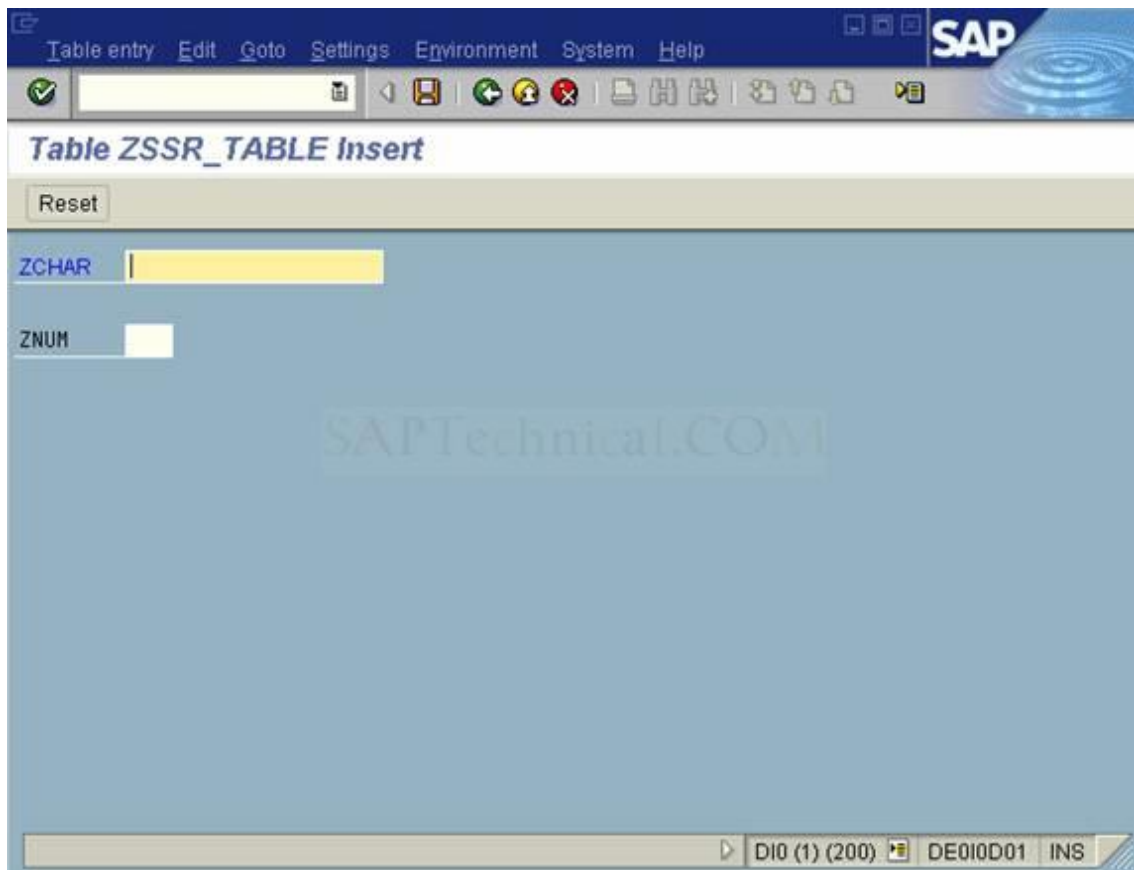 SAP
Table entry Edit Goto Settings Environment System Help
Table ZSSR_TABLE Insert
Reset
ZCHAR
ZNUM
SAPTechnical.COM
DI0 (1) (200) DE0I0D01 INS